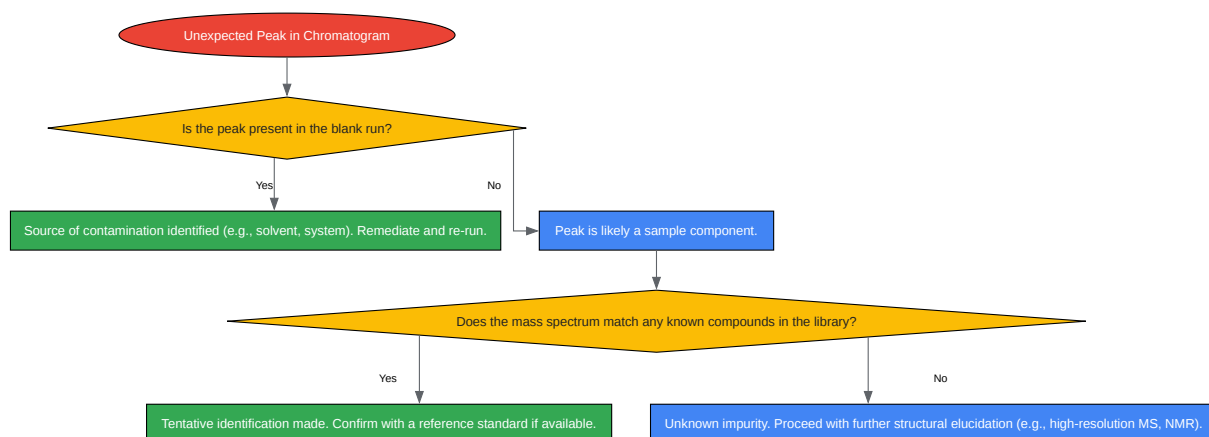 Unexpected Peak in Chromatogram
Is the peak present in the blank run?
Yes
No
Source of contamination identified (e.g., solvent, system). Remediate and re-run.
Peak is likely a sample component.
Does the mass spectrum match any known compounds in the library?
Yes
No
Tentative identification made. Confirm with a reference standard if available.
Unknown impurity. Proceed with further structural elucidation (e.g., high-resolution MS, NMR).